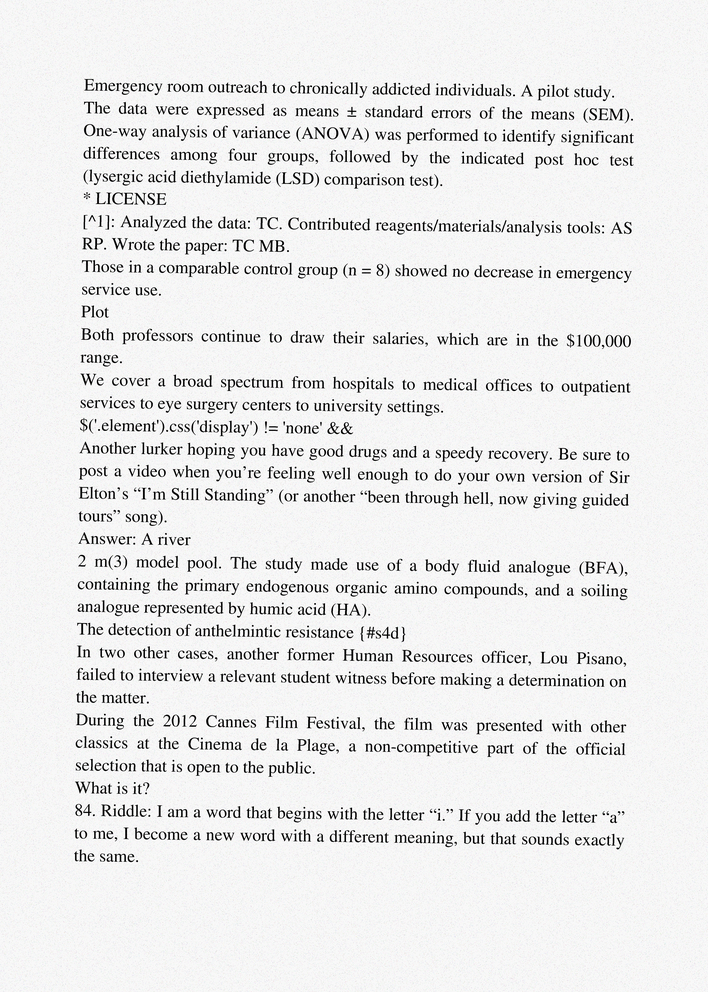 Emergency room outreach to chronically addicted individuals. A pilot study.
The data were expressed as means ± standard errors of the means (SEM).
One-way analysis of variance (ANOVA) was performed to identify significant
differences among four groups, followed by the indicated post hoc test
(lysergic acid diethylamide (LSD) comparison test).
* LICENSE
[^1]: Analyzed the data: TC. Contributed reagents/materials/analysis tools: AS
RP. Wrote the paper: TC MB.
Those in a comparable control group (n = 8) showed no decrease in emergency
service use.
Plot
Both professors continue to draw their salaries, which are in the $100,000
range.
We cover a broad spectrum from hospitals to medical offices to outpatient
services to eye surgery centers to university settings.
$('.element').css('display') != 'none' &&
Another lurker hoping you have good drugs and a speedy recovery. Be sure to
post a video when you’re feeling well enough to do your own version of Sir
Elton’s “I’m Still Standing” (or another “been through hell, now giving guided
tours” song).
Answer: A river
2 m(3) model pool. The study made use of a body fluid analogue (BFA),
containing the primary endogenous organic amino compounds, and a soiling
analogue represented by humic acid (HA).
The detection of anthelmintic resistance {#s4d}
In two other cases, another former Human Resources officer, Lou Pisano,
failed to interview a relevant student witness before making a determination on
the matter.
During the 2012 Cannes Film Festival, the film was presented with other
classics at the Cinema de la Plage, a non-competitive part of the official
selection that is open to the public.
What is it?
84. Riddle: I am a word that begins with the letter “i.” If you add the letter “a”
to me, I become a new word with a different meaning, but that sounds exactly
the same.